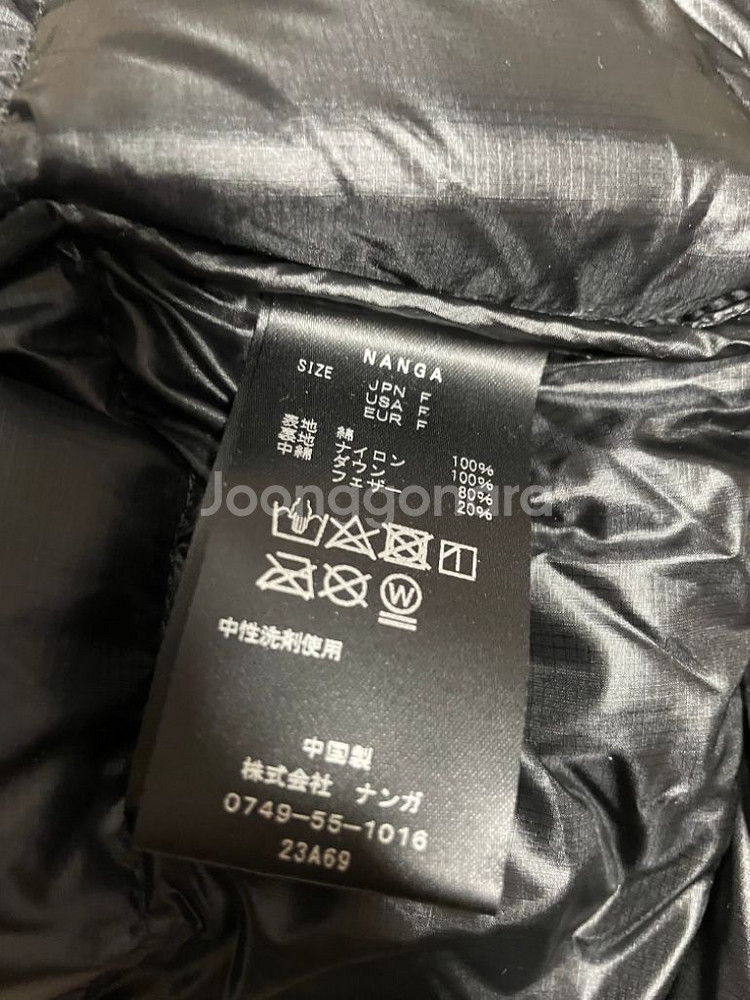 NANGA
SIZE JPN F
USA F
EUR F
表地 綿 100%
裏地 ナイロン 100%
中綿 ダウン 80%
フェザー 20%
Joonggonara
W
中性洗剤使用
中国製
株式会社 ナンガ
0749-55-1016
23A69